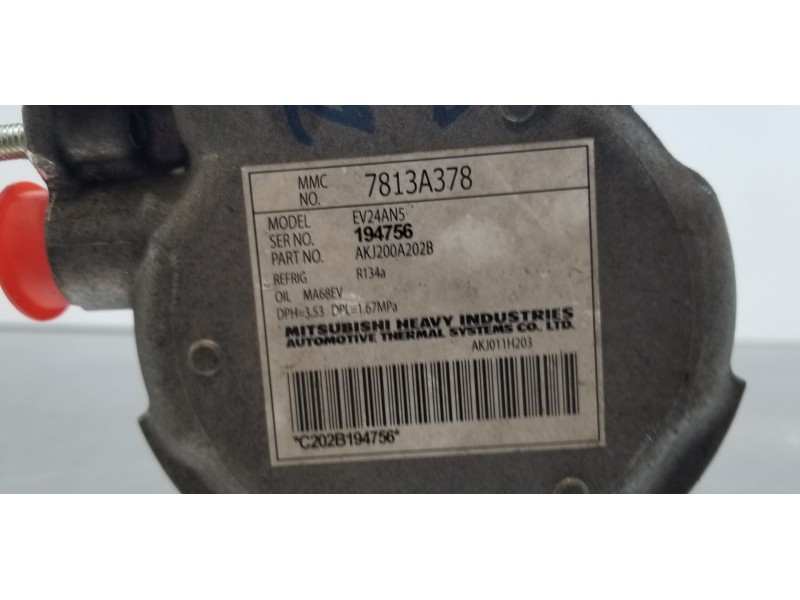 MMC NO. 7813A378
MODEL EV24AN5
SER NO. 194756
PART NO. AKJ200A202B
REFRIG R134a
OIL MA68EV
DPH=3.53 DPL=1.67MPa
MITSUBISHI HEAVY INDUSTRIES
AUTOMOTIVE THERMAL SYSTEMS CO. LTD.
AKJ011H203
*C202B194756*